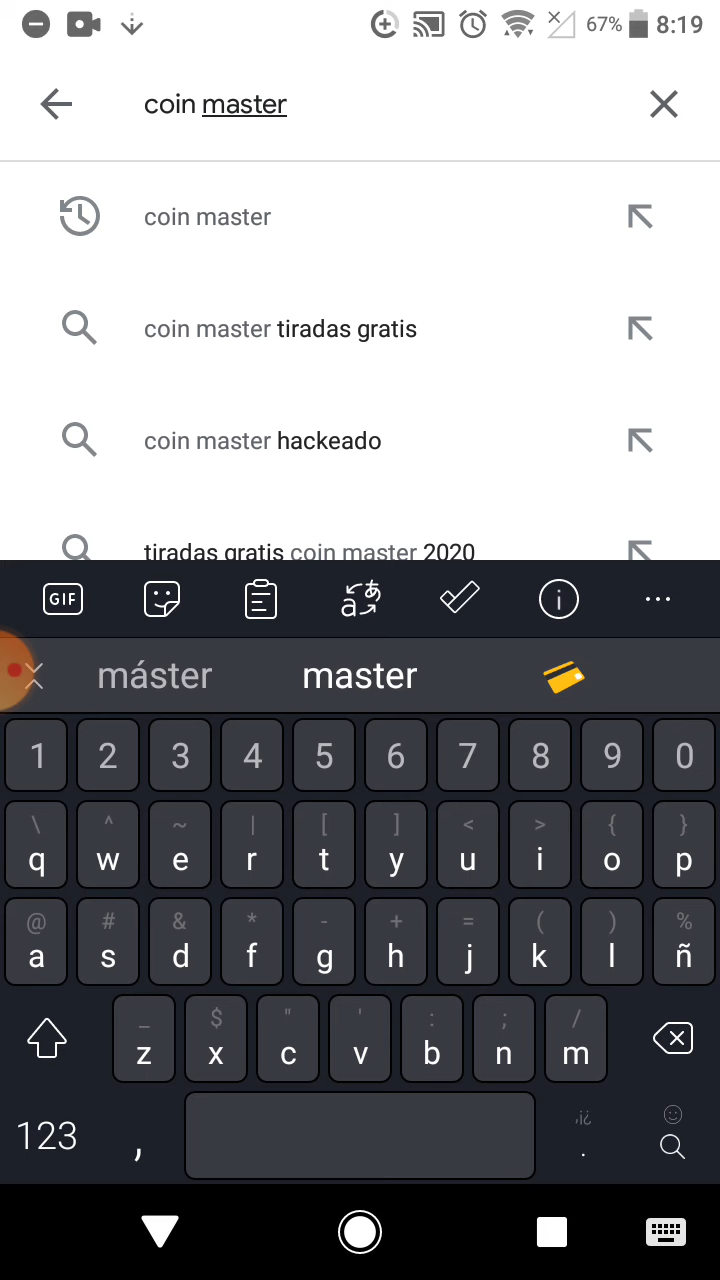 67% 8:19
coin master
coin master
coin master tiradas gratis
coin master hackeado
tiradas gratis coin master 2020
GIF
máster master
1 2 3 4 5 6 7 8 9 0
\ ^ ~ | [ ] < > { }
q w e r t y u i o p
@ # & * - + = ( ) %
a s d f g h j k l ñ
_ $ " ' : ; /
z x c v b n m
,¡¿
123 , .